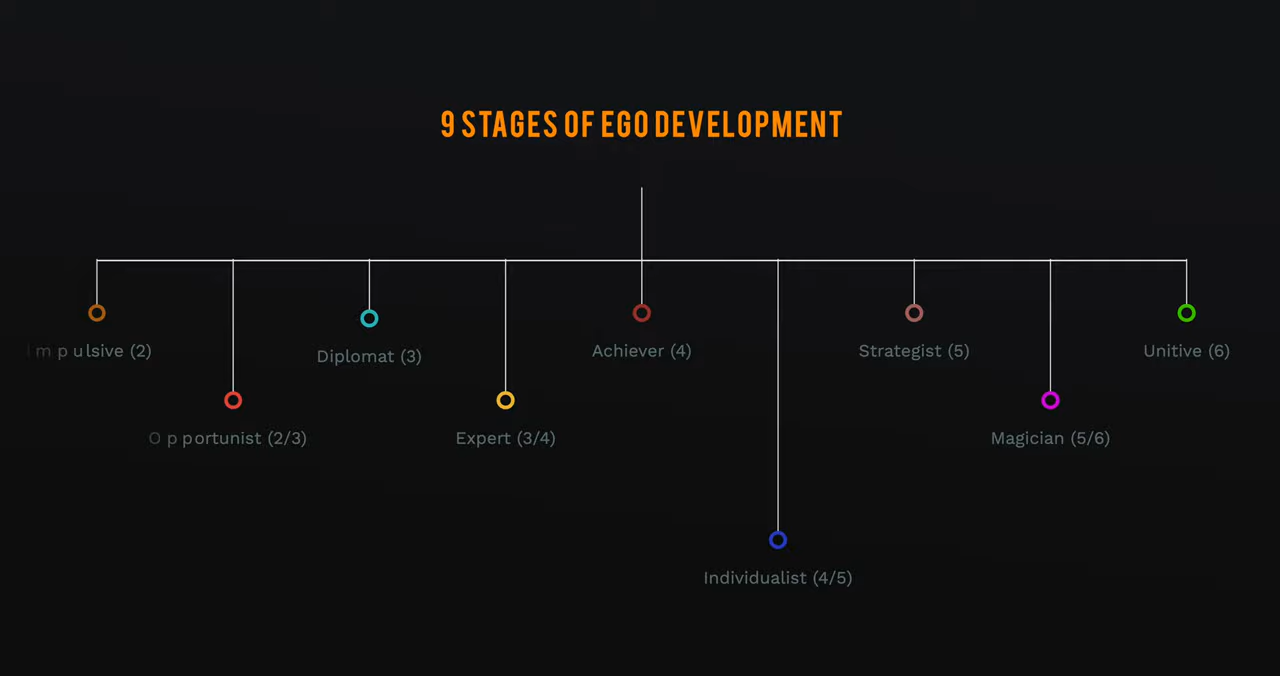 9 STAGES OF EGO DEVELOPMENT
Impulsive (2)
Opportunist (2/3)
Diplomat (3)
Expert (3/4)
Achiever (4)
Individualist (4/5)
Strategist (5)
Magician (5/6)
Unitive (6)